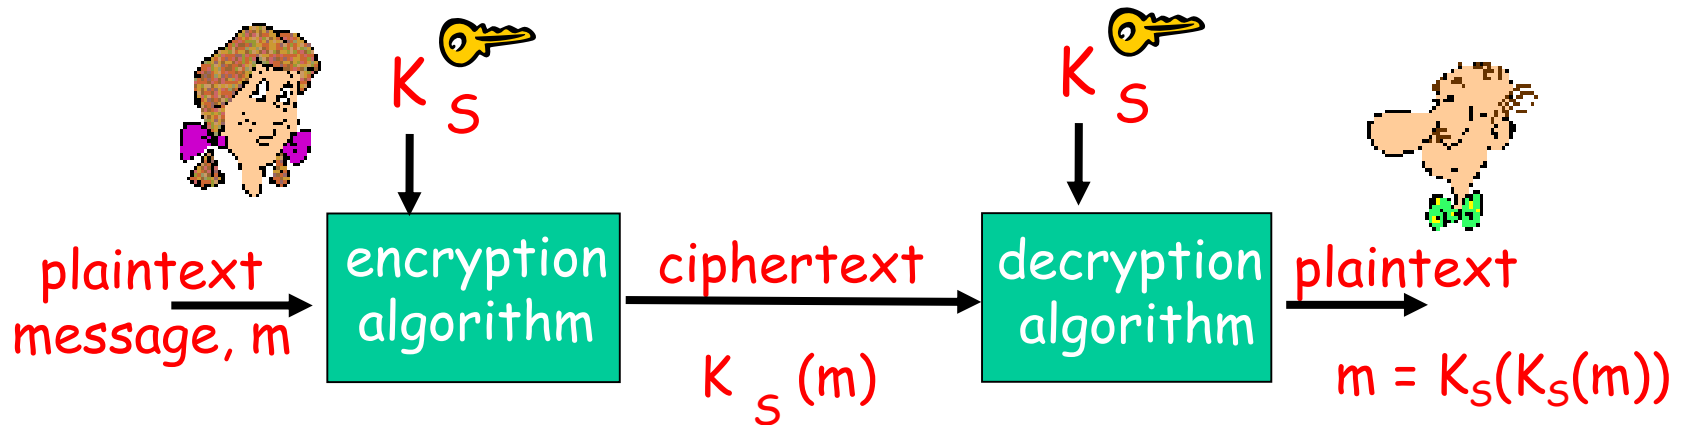 K S
K S
plaintext
message, m
encryption
algorithm
ciphertext
K S (m)
decryption
algorithm
plaintext
m = KS(KS(m))